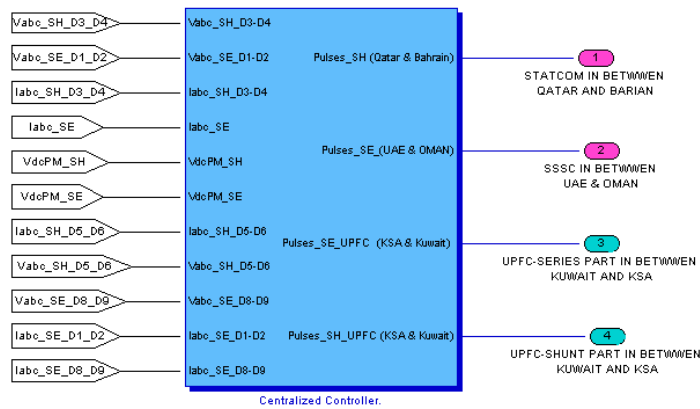 Vabc_SH_D3_D4
Vabc_SE_D1_D2
Iabc_SH_D3_D4
Iabc_SE
VdcPM_SH
VdcPM_SE
Iabc_SH_D5_D6
Vabc_SH_D5_D6
Vabc_SE_D8_D9
Iabc_SE_D1_D2
Iabc_SE_D8_D9
Vabc_SH_D3-D4
Vabc_SE_D1-D2
Iabc_SH_D3-D4
Iabc_SE
VdcPM_SH
VdcPM_SE
Iabc_SH_D5-D6
Vabc_SH_D5-D6
Vabc_SE_D8-D9
Iabc_SE_D1-D2
Iabc_SE_D8-D9
Pulses_SH (Qatar & Bahrain)
Pulses_SE_(UAE & OMAN)
Pulses_SE_UPFC (KSA & Kuwait)
Pulses_SH_UPFC (KSA & Kuwait)
1
STATCOM IN BETWWEN
QATAR AND BARIAN
2
SSSC IN BETWWEN
UAE & OMAN
3
UPFC-SERIES PART IN BETWWEN
KUWAIT AND KSA
4
UPFC-SHUNT PART IN BETWWEN
KUWAIT AND KSA
Centralized Controller.